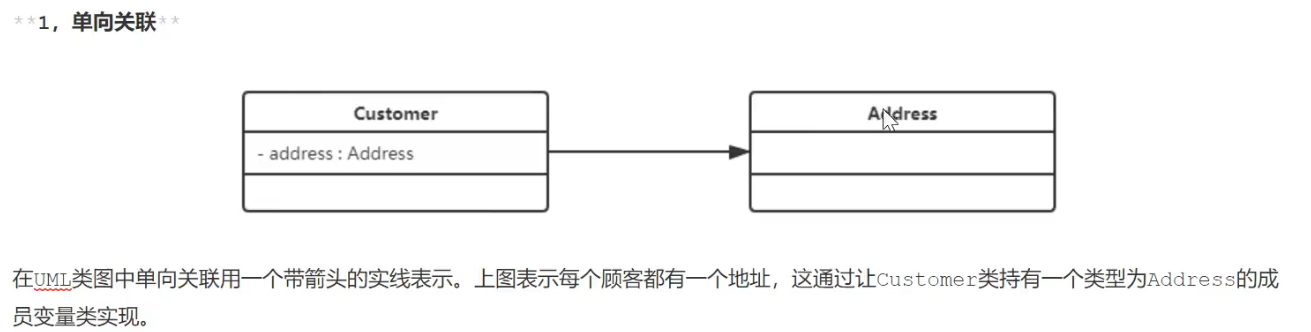 **1，单向关联**
Customer
Address
- address : Address
在UML类图中单向关联用一个带箭头的实线表示。上图表示每个顾客都有一个地址，这通过让Customer类持有一个类型为Address的成
员变量类实现。